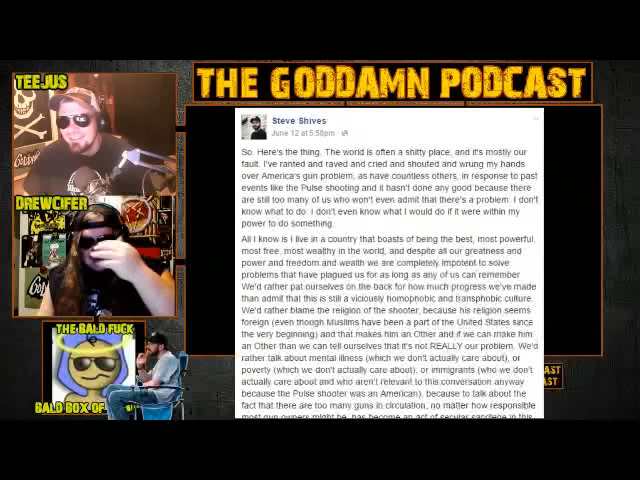 TEEJUS
THE GODDAMN PODCAST
Steve Shives
June 12 at 5:58pm
So. Here's the thing. The world is often a shitty place, and it's mostly our
fault. I've ranted and raved and cried and shouted and wrung my hands
over America's gun problem, as have countless others, in response to past
events like the Pulse shooting and it hasn't done any good because there
are still too many of us who won't even admit that there's a problem. I don't
know what to do. I don't even know what I would do if it were within my
power to do something.
All I know is I live in a country that boasts of being the best, most powerful,
most free, most wealthy in the world, and despite all our greatness and
power and freedom and wealth we are completely impotent to solve
problems that have plagued us for as long as any of us can remember.
We'd rather pat ourselves on the back for how much progress we've made
than admit that this is still a viciously homophobic and transphobic culture.
We'd rather blame the religion of the shooter, because his religion seems
foreign (even though Muslims have been a part of the United States since
the very beginning) and that makes him an Other and if we can make him
an Other than we can tell ourselves that it's not REALLY our problem. We'd
rather talk about mental illness (which we don't actually care about), or
poverty (which we don't actually care about), or immigrants (who we don't
actually care about and who aren't relevant to this conversation anyway
because the Pulse shooter was an American), because to talk about the
fact that there are too many guns in circulation, no matter how responsible
most gun owners might be, has become an act of secular sacrilege in this
DREWCIFER
THE BALD FUCK
BALD BOX OF
CAST
CAST